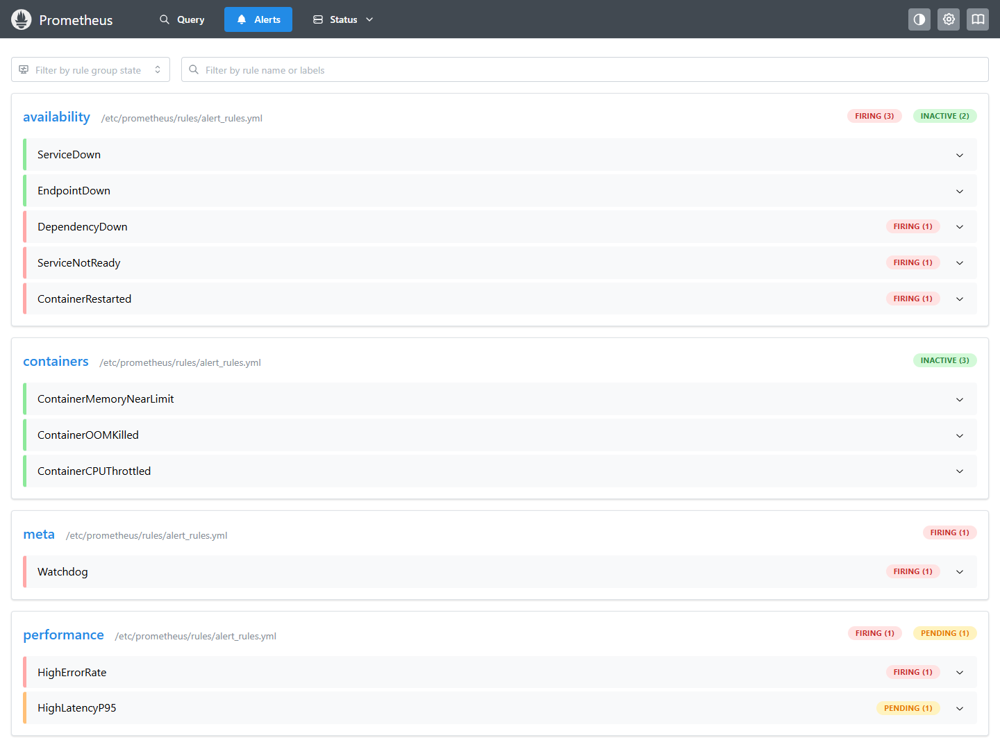 Prometheus Query Alerts Status
Filter by rule group state Filter by rule name or labels
availability /etc/prometheus/rules/alert_rules.yml FIRING (3) INACTIVE (2)
ServiceDown
EndpointDown
DependencyDown FIRING (1)
ServiceNotReady FIRING (1)
ContainerRestarted FIRING (1)
containers /etc/prometheus/rules/alert_rules.yml INACTIVE (3)
ContainerMemoryNearLimit
ContainerOOMKilled
ContainerCPUThrottled
meta /etc/prometheus/rules/alert_rules.yml FIRING (1)
Watchdog FIRING (1)
performance /etc/prometheus/rules/alert_rules.yml FIRING (1) PENDING (1)
HighErrorRate FIRING (1)
HighLatencyP95 PENDING (1)